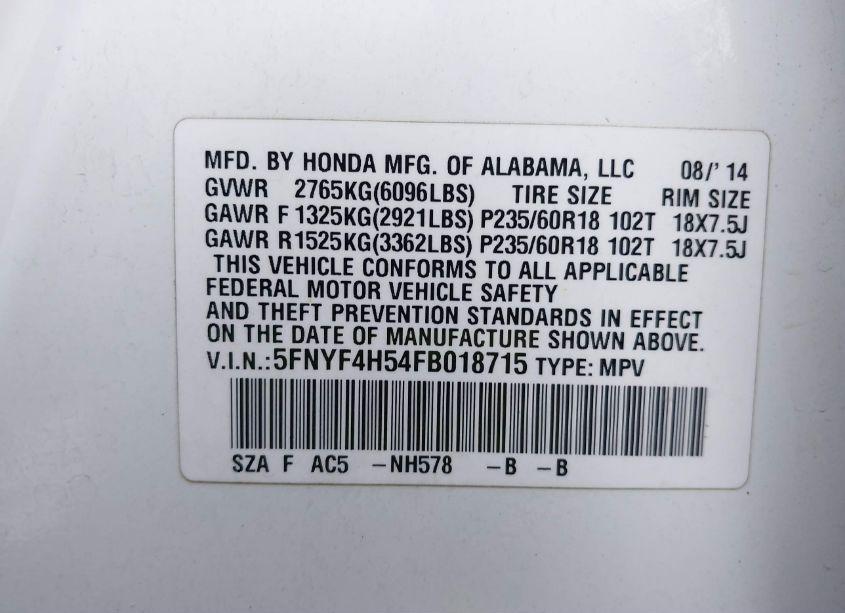 MFD. BY HONDA MFG. OF ALABAMA, LLC 08/' 14
GVWR 2765KG(6096LBS) TIRE SIZE RIM SIZE
GAWR F 1325KG(2921LBS) P235/60R18 102T 18X7.5J
GAWR R1525KG(3362LBS) P235/60R18 102T 18X7.5J
THIS VEHICLE CONFORMS TO ALL APPLICABLE
FEDERAL MOTOR VEHICLE SAFETY
AND THEFT PREVENTION STANDARDS IN EFFECT
ON THE DATE OF MANUFACTURE SHOWN ABOVE.
V.I.N.:5FNYF4H54FB018715 TYPE: MPV
SZA F AC5 –NH578 –B –B